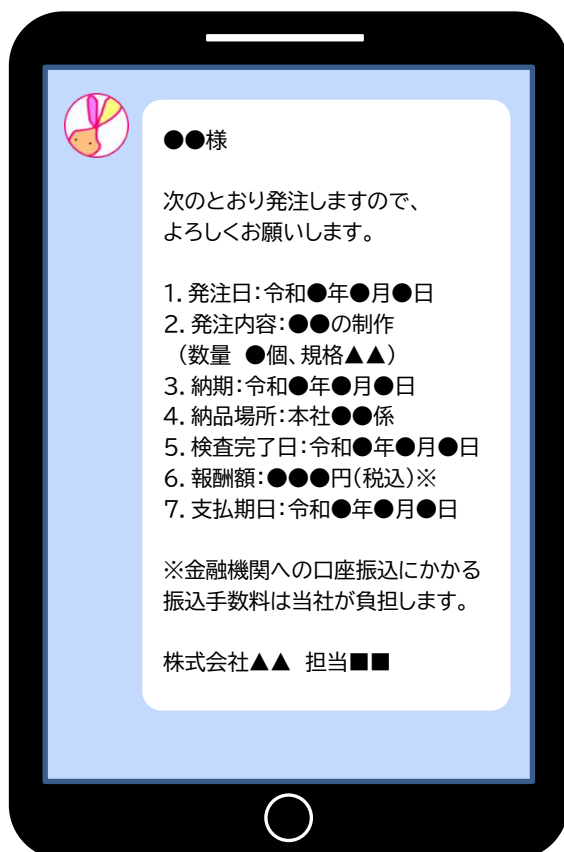 ●●様
次のとおり発注しますので、
よろしくお願いします。
1. 発注日:令和●年●月●日
2. 発注内容:●●の制作
(数量 ●個、規格▲▲)
3. 納期:令和●年●月●日
4. 納品場所:本社●●係
5. 検査完了日:令和●年●月●日
6. 報酬額:●●●円(税込)※
7. 支払期日:令和●年●月●日
※金融機関への口座振込にかかる
振込手数料は当社が負担します。
株式会社▲▲ 担当■■